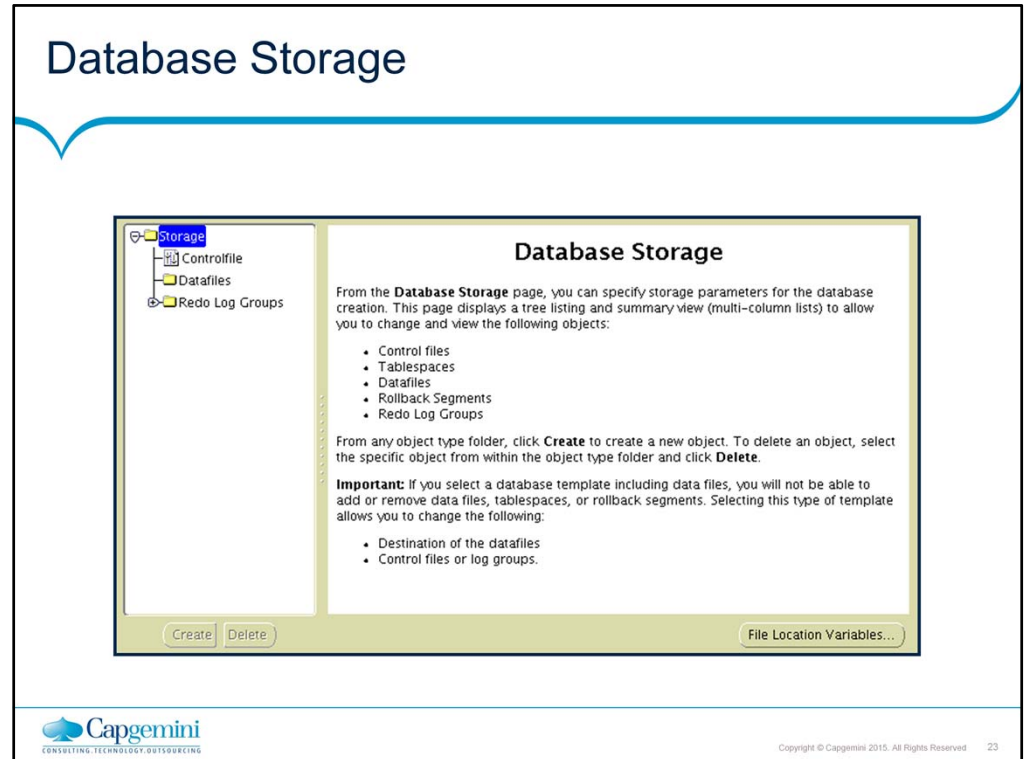 Database Storage
Storage
Controlfile
Datafiles
Redo Log Groups
Database Storage
From the Database Storage page, you can specify storage parameters for the database
creation. This page displays a tree listing and summary view (multi-column lists) to allow
you to change and view the following objects:
• Control files
• Tablespaces
• Datafiles
• Rollback Segments
• Redo Log Groups
From any object type folder, click Create to create a new object. To delete an object, select
the specific object from within the object type folder and click Delete.
Important: If you select a database template including data files, you will not be able to
add or remove data files, tablespaces, or rollback segments. Selecting this type of template
allows you to change the following:
• Destination of the datafiles
• Control files or log groups.
Create Delete
File Location Variables...
Capgemini
CONSULTING.TECHNOLOGY.OUTSOURCING
Copyright © Capgemini 2015. All Rights Reserved 23